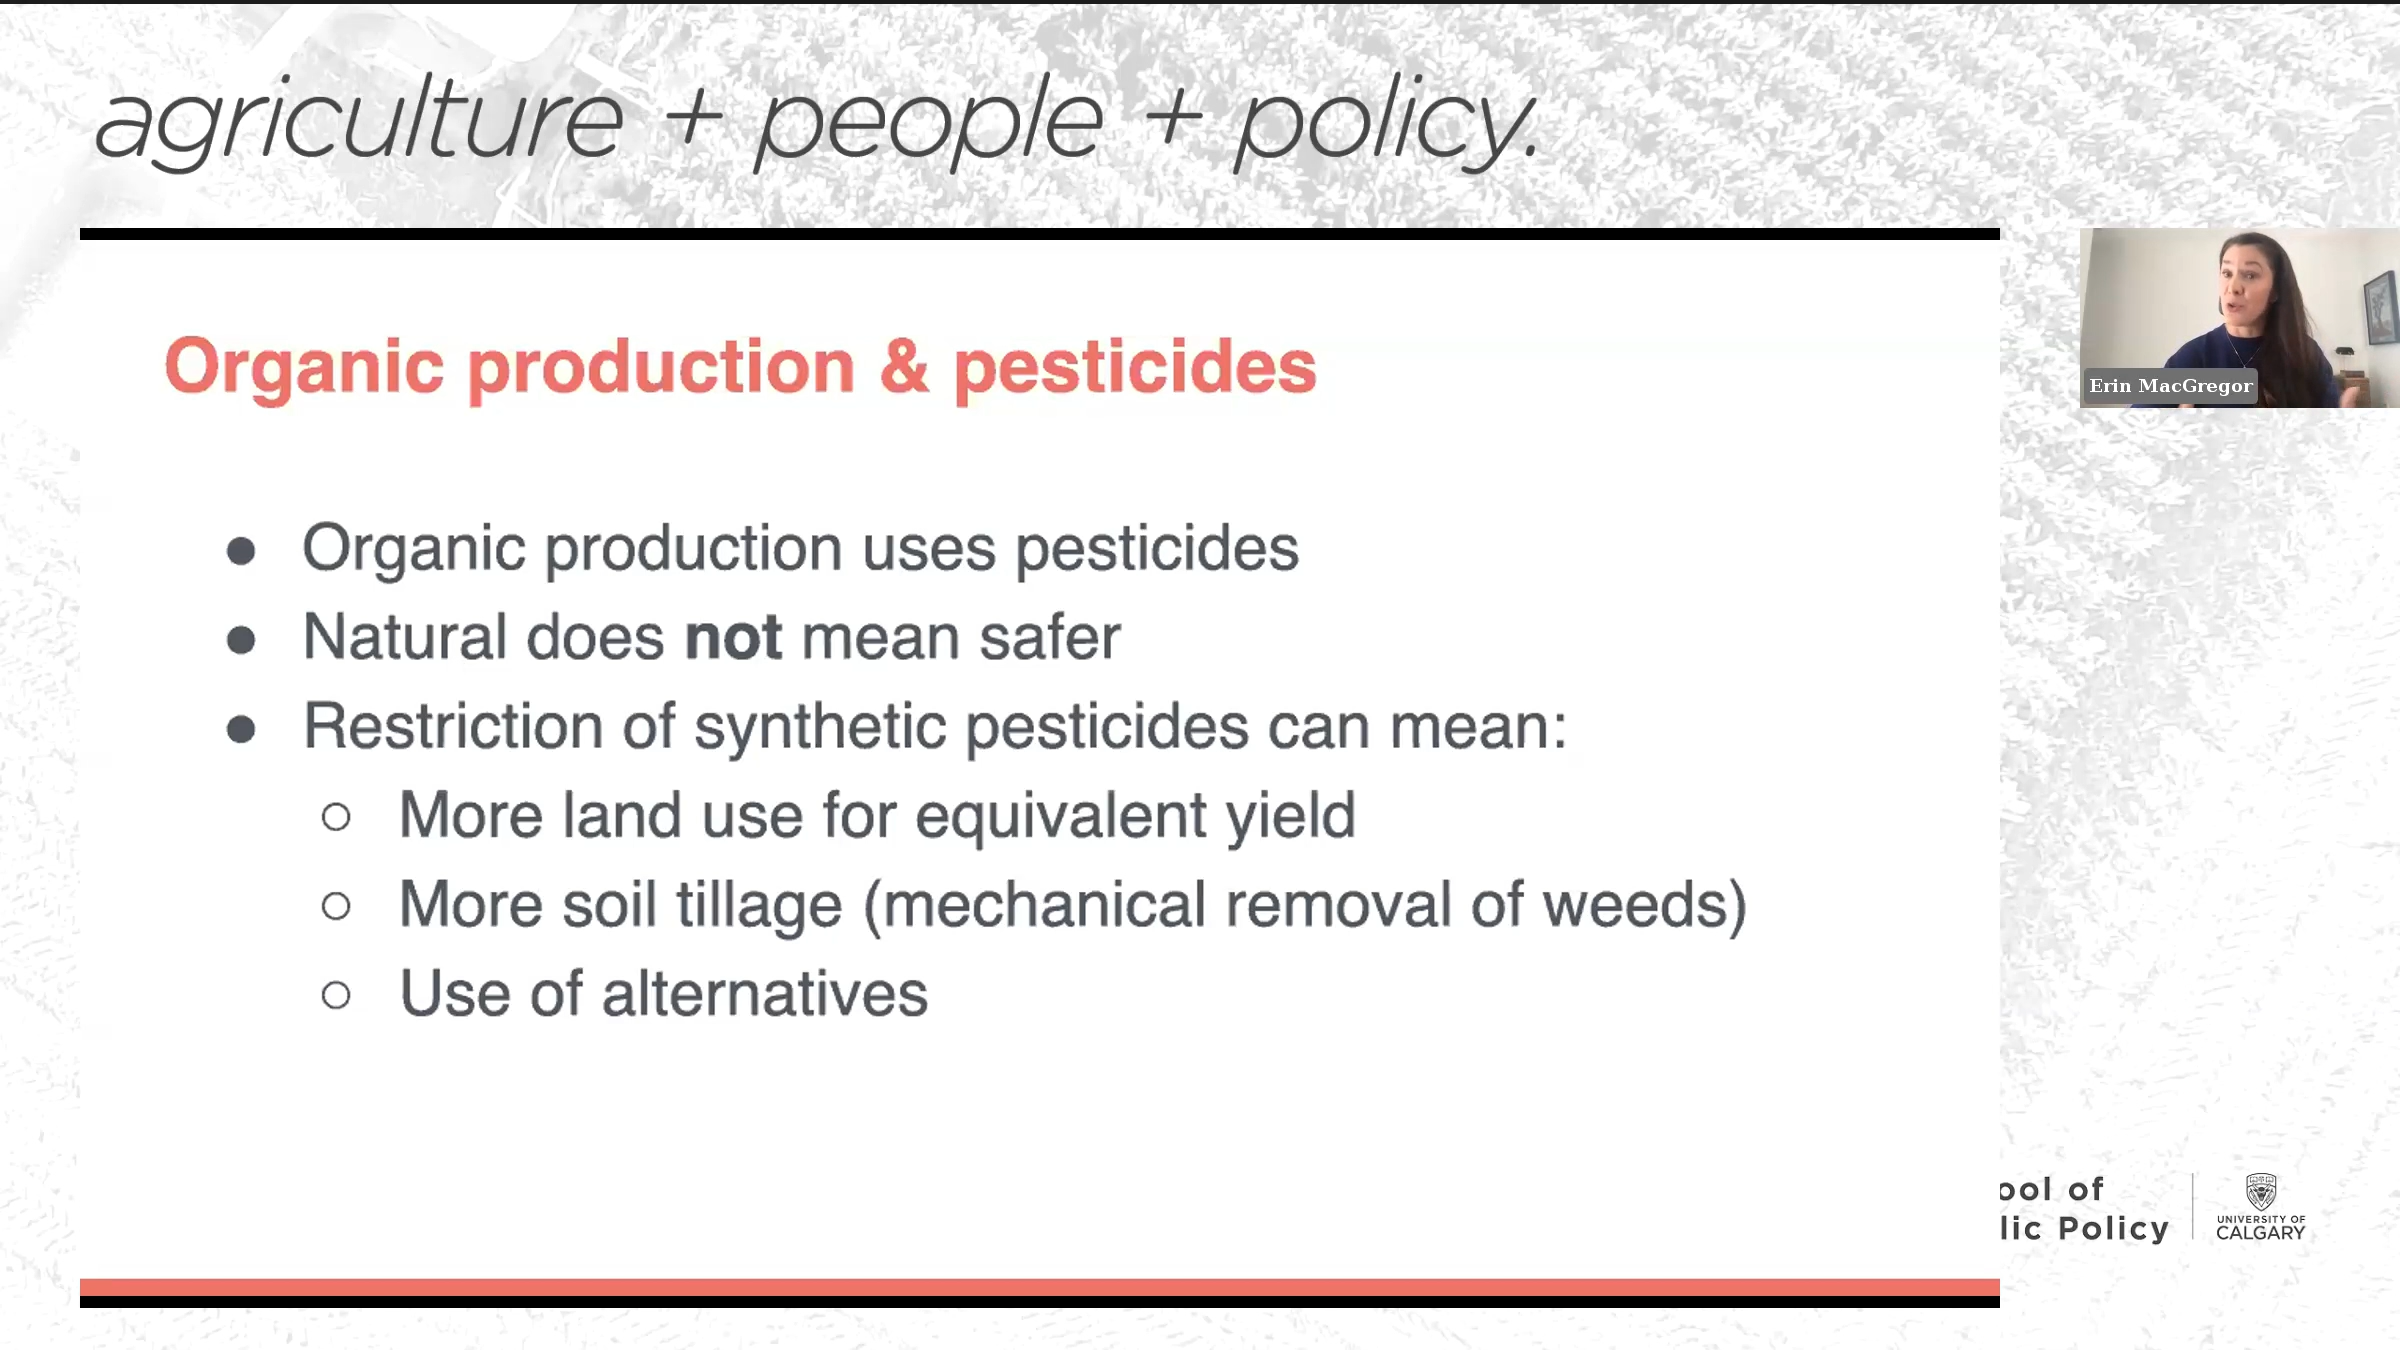 agriculture + people + policy.
Organic production & pesticides
Erin MacGregor
● Organic production uses pesticides
● Natural does not mean safer
● Restriction of synthetic pesticides can mean:
○ More land use for equivalent yield
○ More soil tillage (mechanical removal of weeds)
○ Use of alternatives
ool of
lic Policy
UNIVERSITY OF
CALGARY